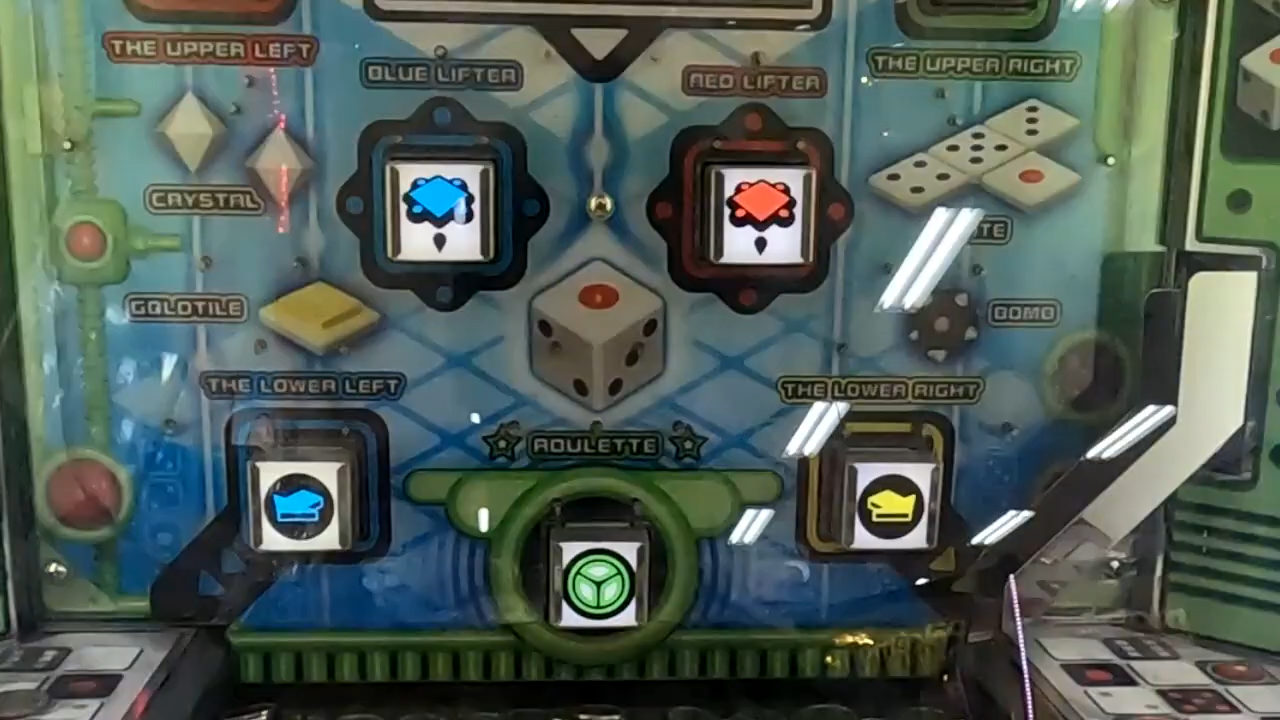 THE UPPER LEFT
BLUE LIFTER
RED LIFTER
THE UPPER RIGHT
CRYSTAL
GOLDTILE
BOMB
THE LOWER LEFT
THE LOWER RIGHT
ROULETTE